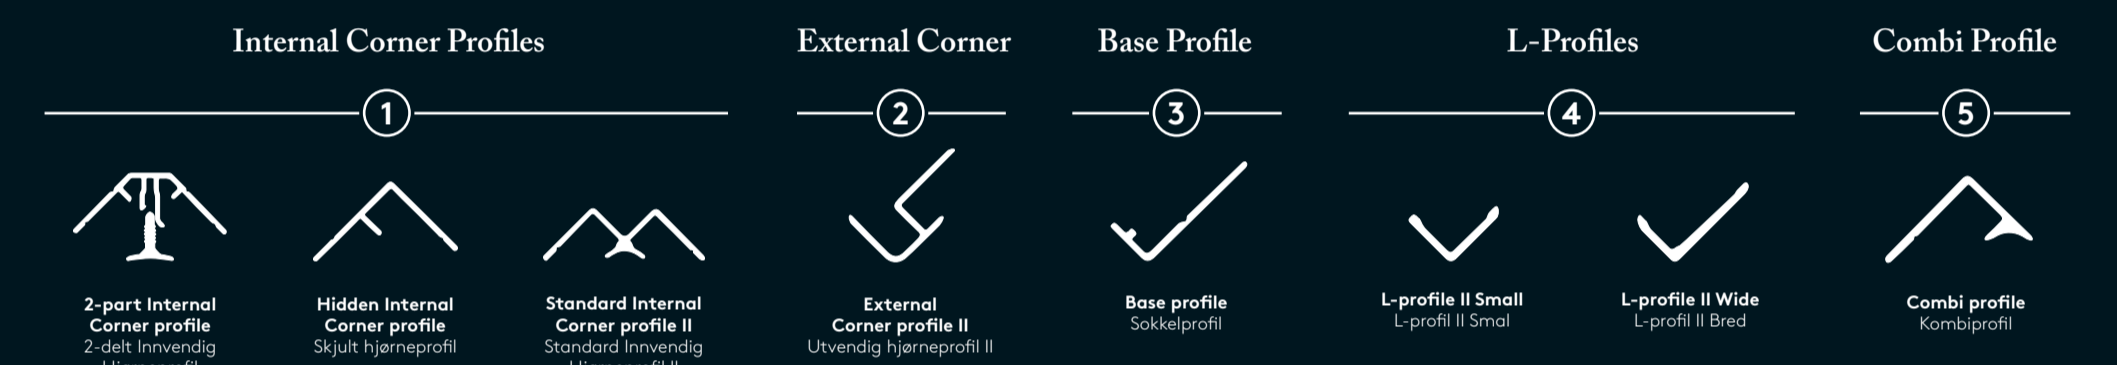 Internal Corner Profiles
External Corner
Base Profile
L-Profiles
Combi Profile
1
2
3
4
5
2-part Internal
Corner profile
2-delt Innvendig
Hidden Internal
Corner profile
Skjult hjørneprofil
Standard Internal
Corner profile II
Standard Innvendig
External
Corner profile II
Utvendig hjørneprofil II
Base profile
Sokkelprofil
L-profile II Small
L-profil II Smal
L-profile II Wide
L-profil II Bred
Combi profile
Kombiprofil